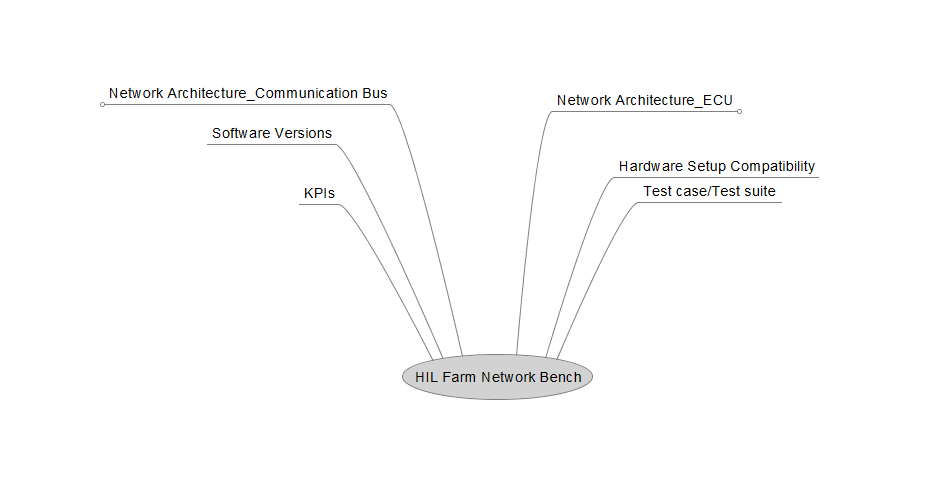 Network Architecture_Communication Bus
Network Architecture_ECU
Software Versions
Hardware Setup Compatibility
KPIs
Test case/Test suite
HIL Farm Network Bench